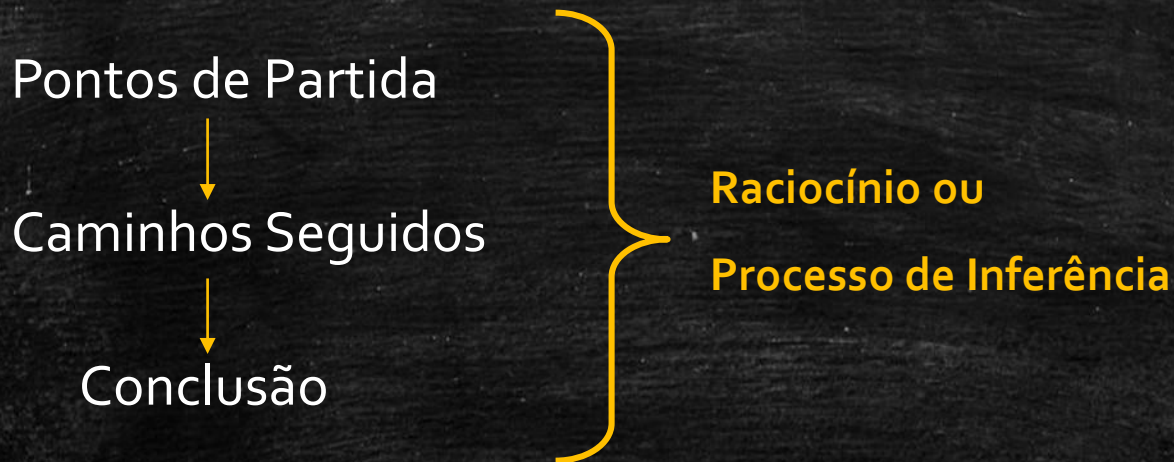 Pontos de Partida
Caminhos Seguidos
Conclusão
Raciocínio ou
Processo de Inferência